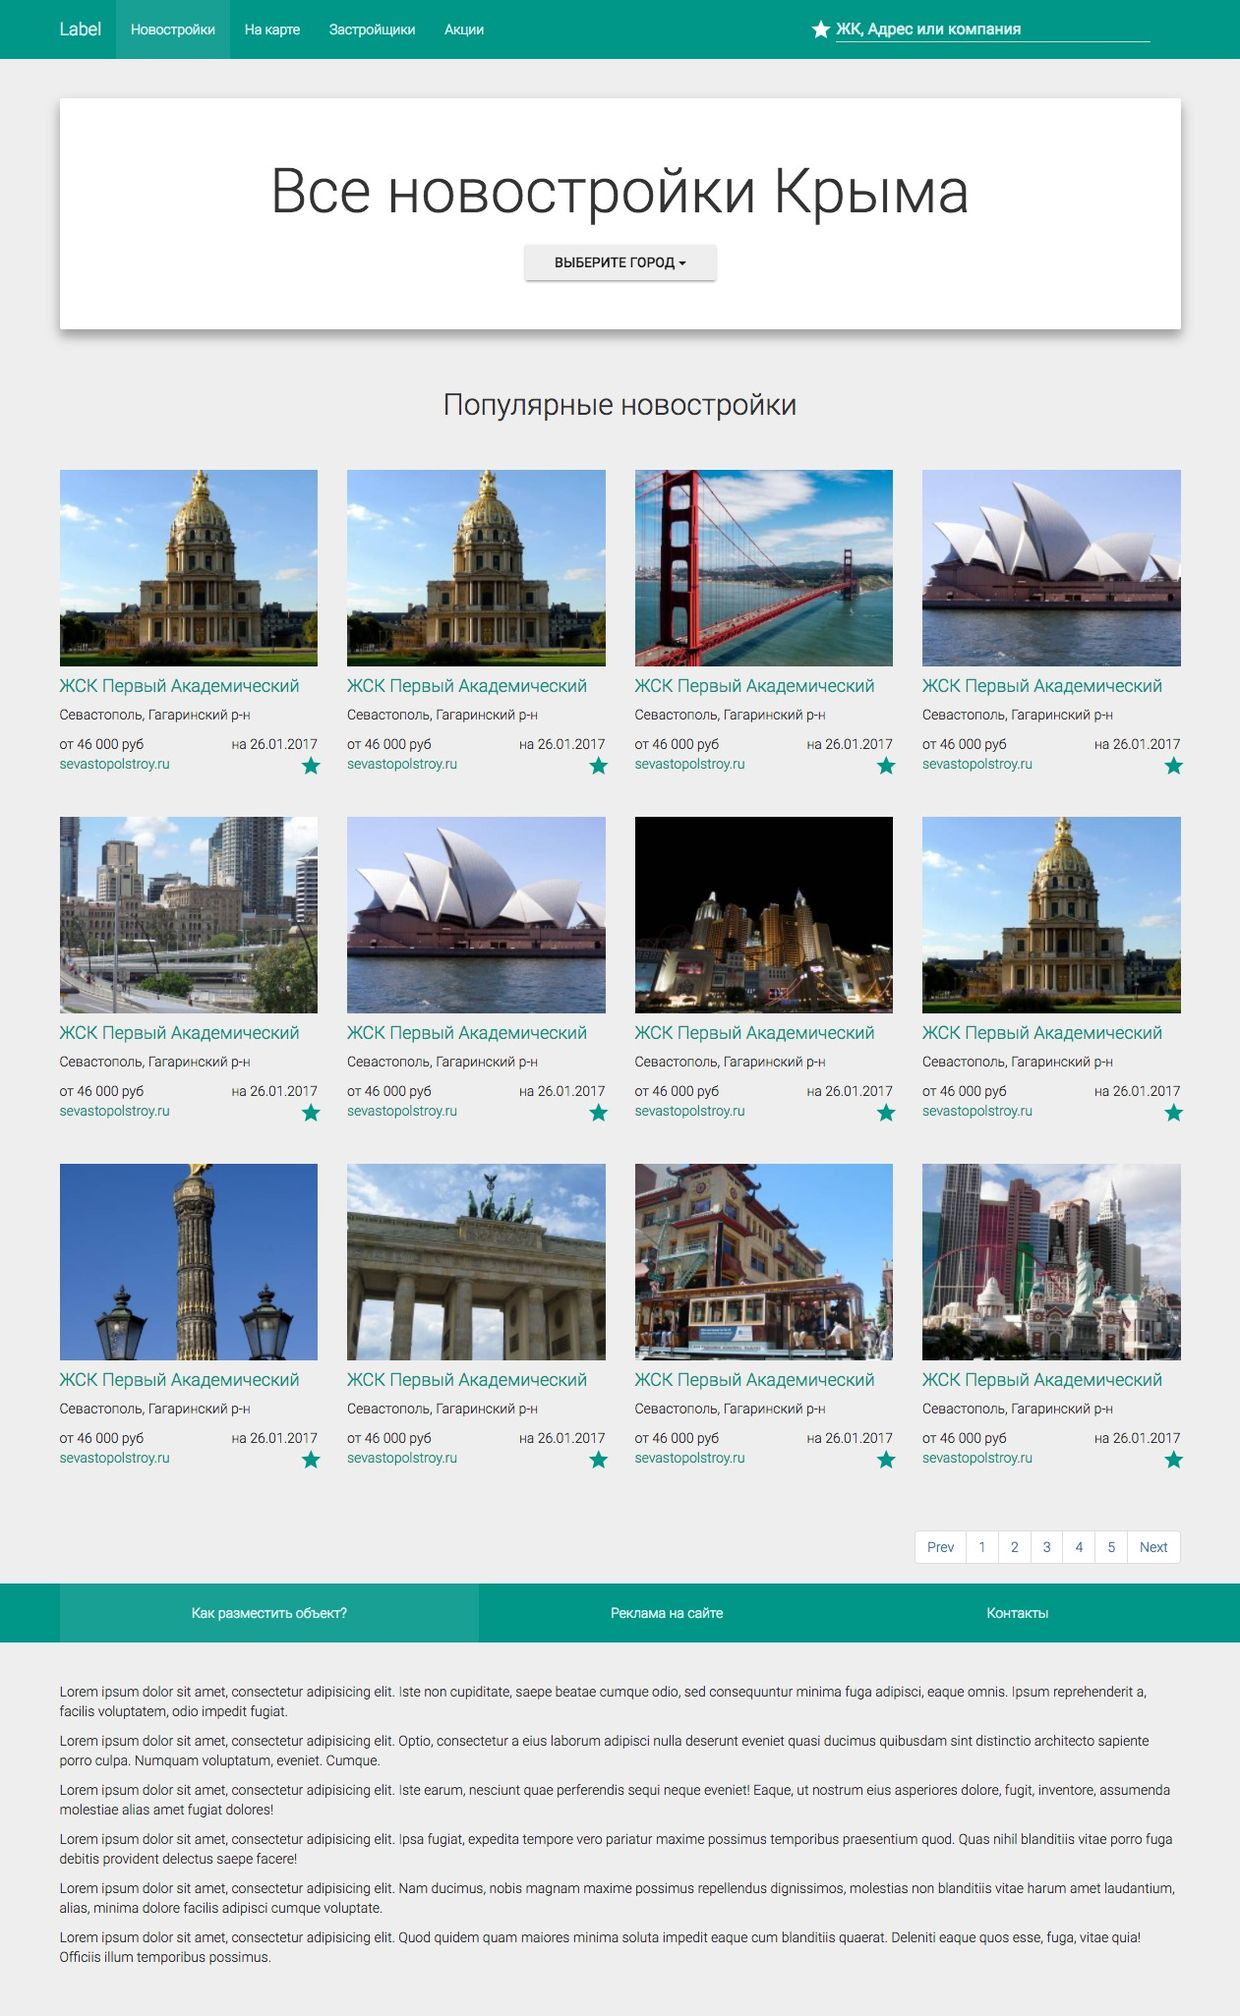 Label Новостройки На карте Застройщики Акции ЖК, Адрес или компания
Все новостройки Крыма
ВЫБЕРИТЕ ГОРОД
Популярные новостройки
ЖСК Первый Академический ЖСК Первый Академический ЖСК Первый Академический ЖСК Первый Академический
Севастополь, Гагаринский р-н Севастополь, Гагаринский р-н Севастополь, Гагаринский р-н Севастополь, Гагаринский р-н
от 46 000 руб на 26.01.2017 от 46 000 руб на 26.01.2017 от 46 000 руб на 26.01.2017 от 46 000 руб на 26.01.2017
sevastopolstroy.ru sevastopolstroy.ru sevastopolstroy.ru sevastopolstroy.ru
ЖСК Первый Академический ЖСК Первый Академический ЖСК Первый Академический ЖСК Первый Академический
Севастополь, Гагаринский р-н Севастополь, Гагаринский р-н Севастополь, Гагаринский р-н Севастополь, Гагаринский р-н
от 46 000 руб на 26.01.2017 от 46 000 руб на 26.01.2017 от 46 000 руб на 26.01.2017 от 46 000 руб на 26.01.2017
sevastopolstroy.ru sevastopolstroy.ru sevastopolstroy.ru sevastopolstroy.ru
ЖСК Первый Академический ЖСК Первый Академический ЖСК Первый Академический ЖСК Первый Академический
Севастополь, Гагаринский р-н Севастополь, Гагаринский р-н Севастополь, Гагаринский р-н Севастополь, Гагаринский р-н
от 46 000 руб на 26.01.2017 от 46 000 руб на 26.01.2017 от 46 000 руб на 26.01.2017 от 46 000 руб на 26.01.2017
sevastopolstroy.ru sevastopolstroy.ru sevastopolstroy.ru sevastopolstroy.ru
Prev 1 2 3 4 5 Next
Как разместить объект? Реклама на сайте Контакты
Lorem ipsum dolor sit amet, consectetur adipisicing elit. Iste non cupiditate, saepe beatae cumque odio, sed consequuntur minima fuga adipisci, eaque omnis. Ipsum reprehenderit a,
facilis voluptatem, odio impedit fugiat.
Lorem ipsum dolor sit amet, consectetur adipisicing elit. Optio, consectetur a eius laborum adipisci nulla deserunt eveniet quasi ducimus quibusdam sint distinctio architecto sapiente
porro culpa. Numquam voluptatum, eveniet. Cumque.
Lorem ipsum dolor sit amet, consectetur adipisicing elit. Iste earum, nesciunt quae perferendis sequi neque eveniet! Eaque, ut nostrum eius asperiores dolore, fugit, inventore, assumenda
molestiae alias amet fugiat dolores!
Lorem ipsum dolor sit amet, consectetur adipisicing elit. Ipsa fugiat, expedita tempore vero pariatur maxime possimus temporibus praesentium quod. Quas nihil blanditiis vitae porro fuga
debitis provident delectus saepe facere!
Lorem ipsum dolor sit amet, consectetur adipisicing elit. Nam ducimus, nobis magnam maxime possimus repellendus dignissimos, molestias non blanditiis vitae harum amet laudantium,
alias, minima dolore facilis adipisci cumque voluptate.
Lorem ipsum dolor sit amet, consectetur adipisicing elit. Quod quidem quam maiores minima soluta impedit eaque cum blanditiis quaerat. Deleniti eaque quos esse, fuga, vitae quia!
Officiis illum temporibus possimus.